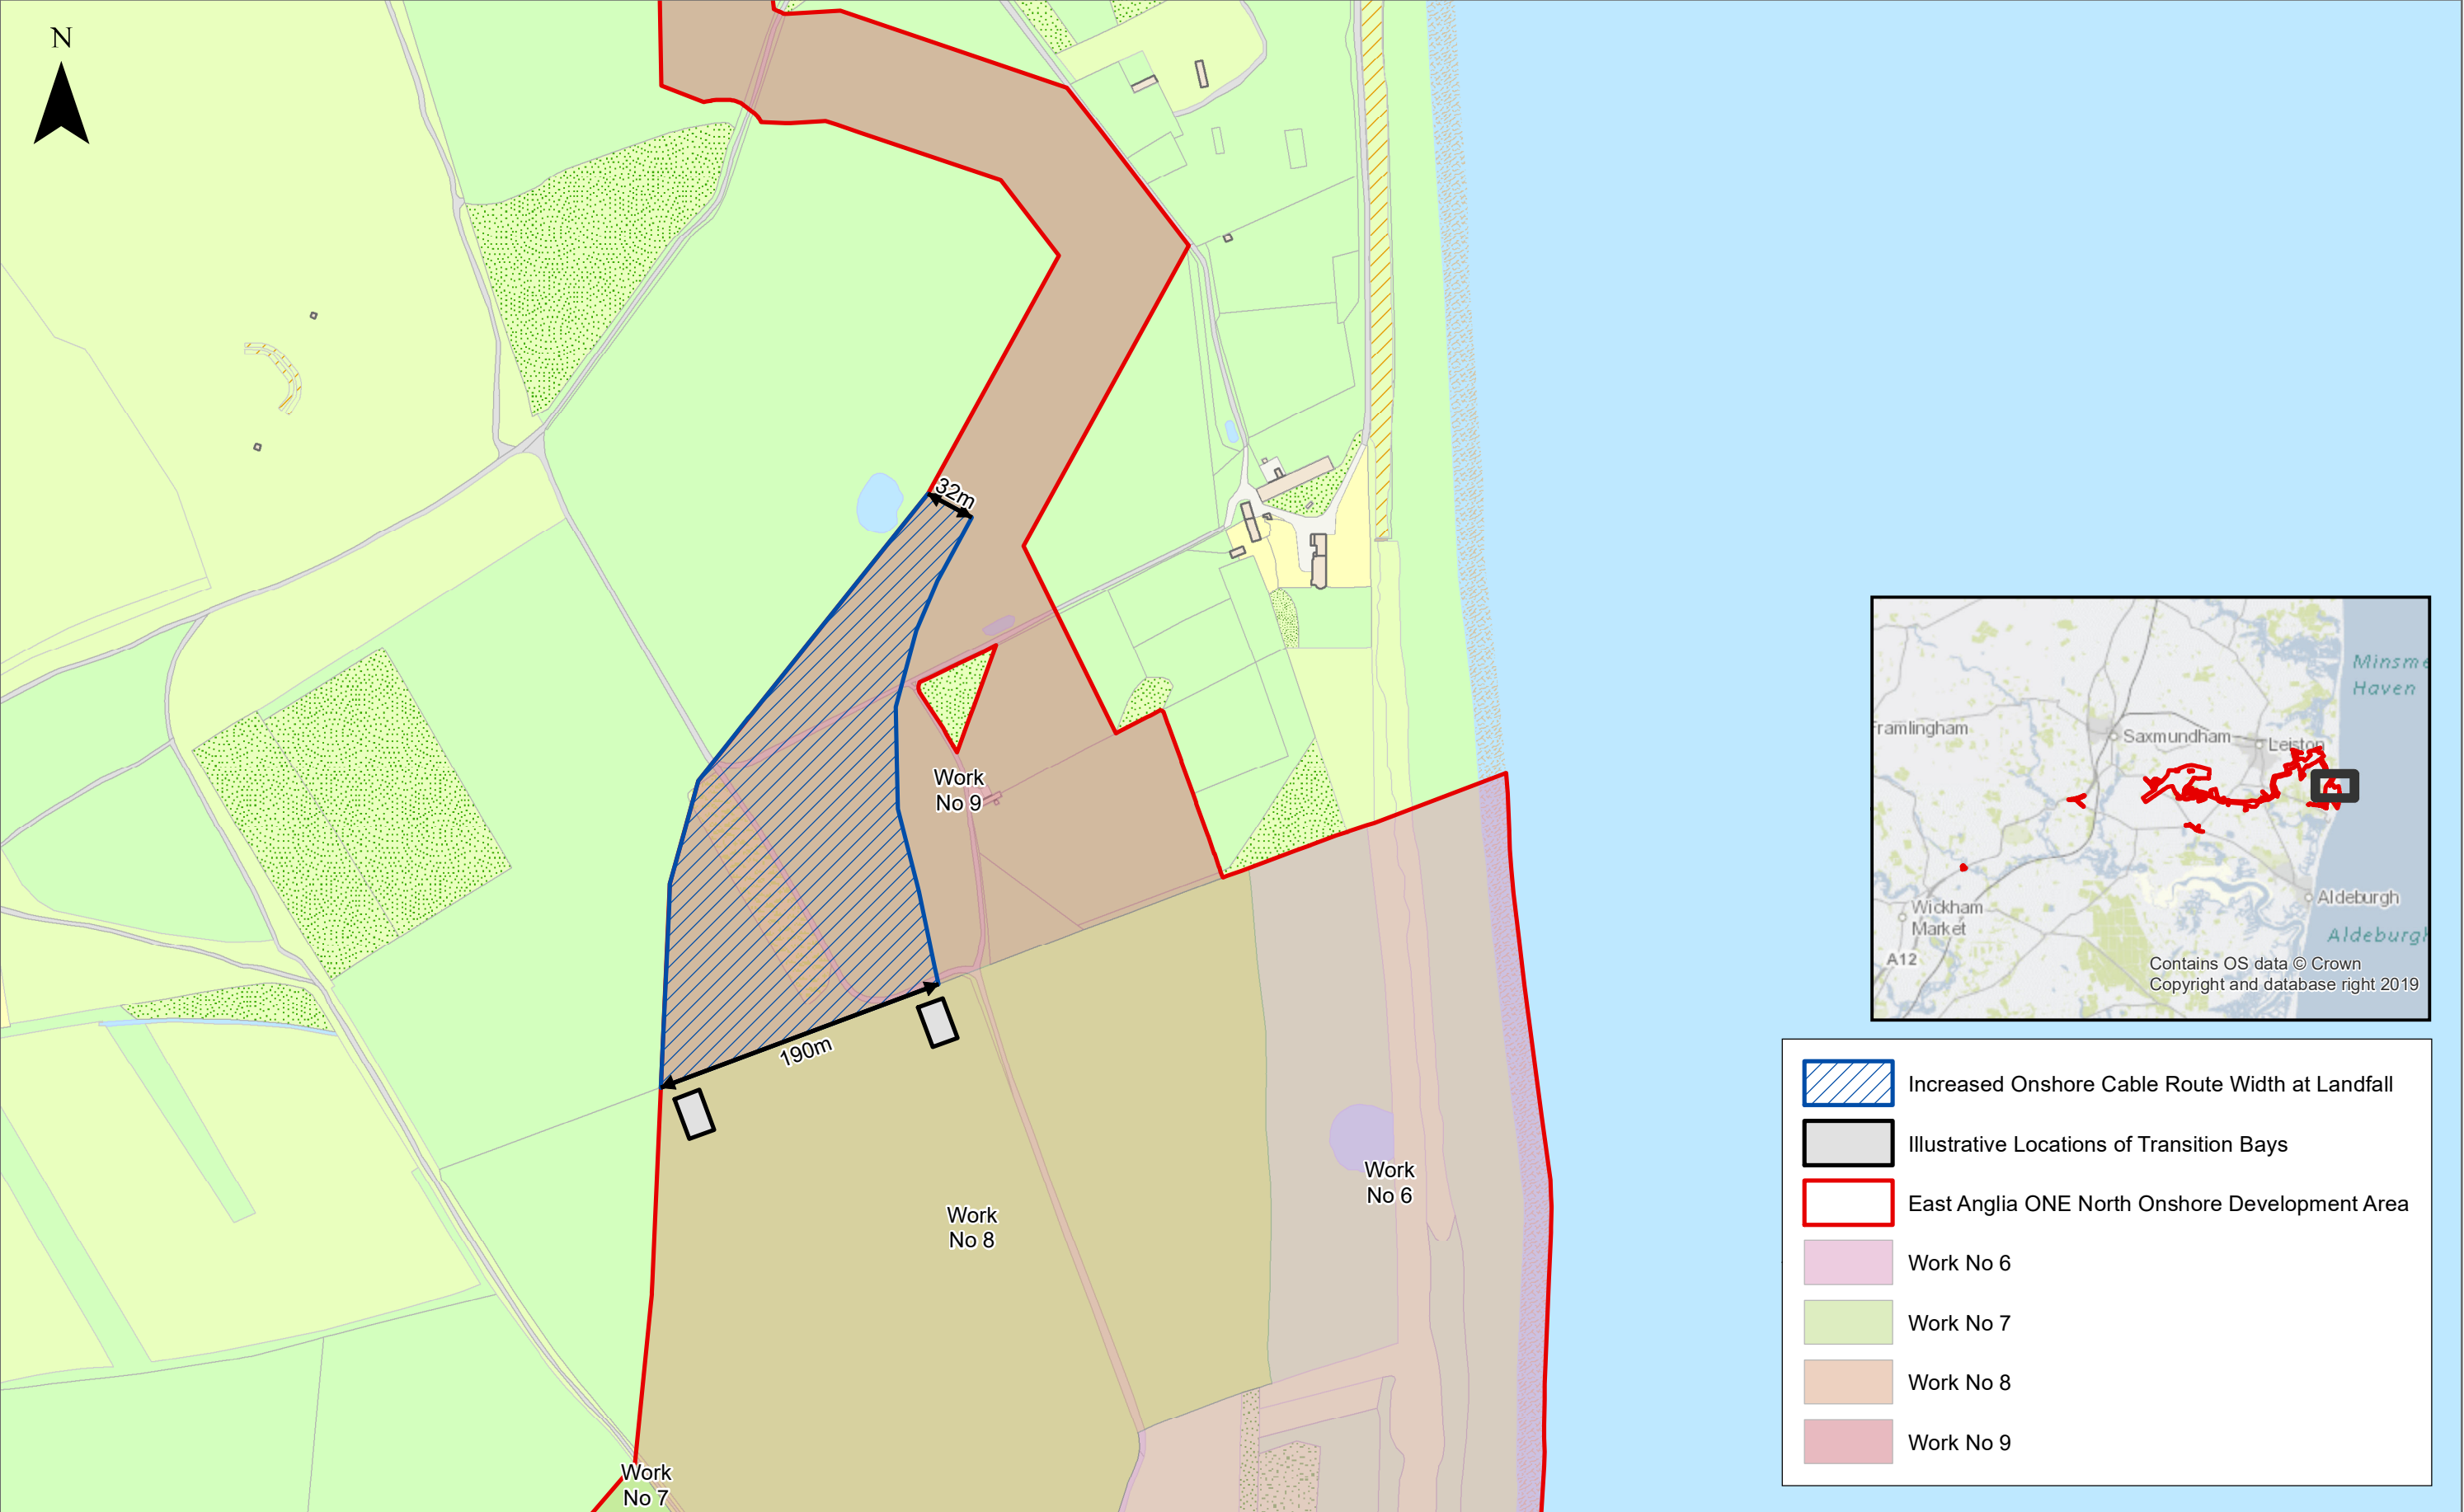 N
32m
Work
No 9
190m
Work
No 8
Work
No 6
Work
No 7
Minsme
Haven
Framlingham
Saxmundham
Leiston
Wickham
Market
Aldeburgh
Aldeburgh
A12
Contains OS data © Crown
Copyright and database right 2019
Increased Onshore Cable Route Width at Landfall
Illustrative Locations of Transition Bays
East Anglia ONE North Onshore Development Area
Work No 6
Work No 7
Work No 8
Work No 9